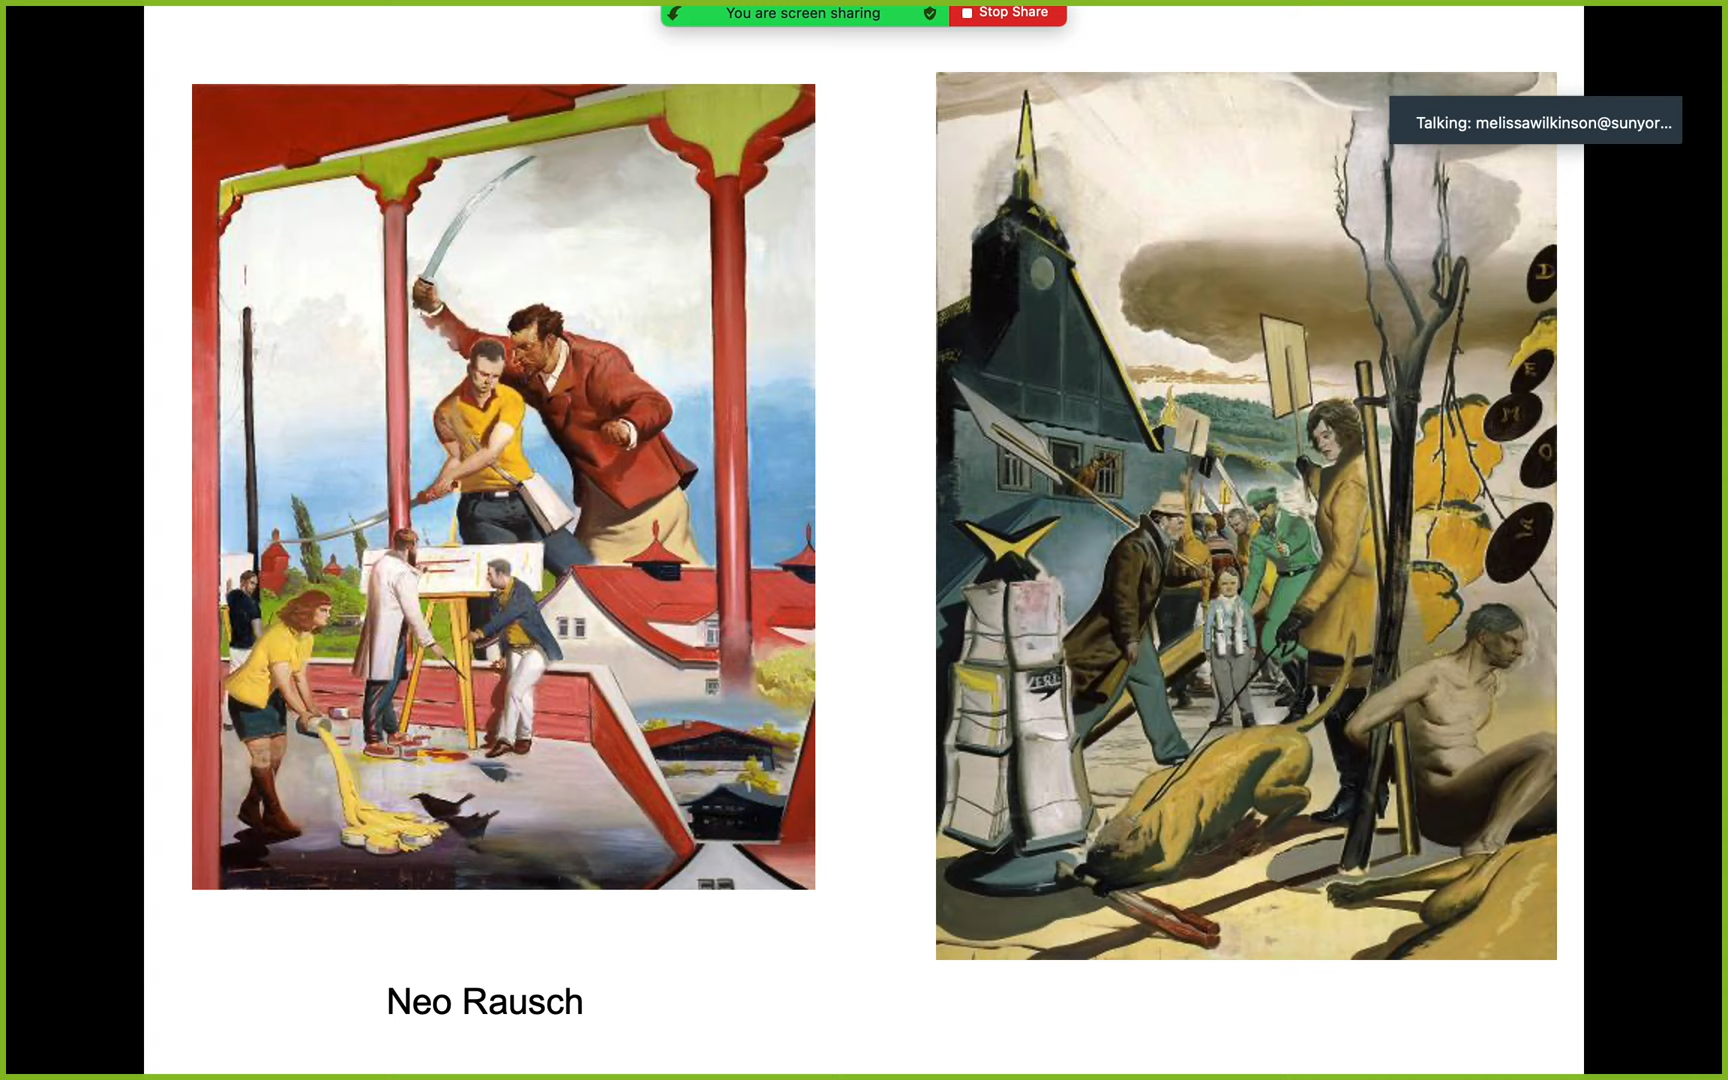 You are screen sharing
Stop Share
Talking: melissawilkinson@sunyor...
D
E
M
O
Neo Rausch